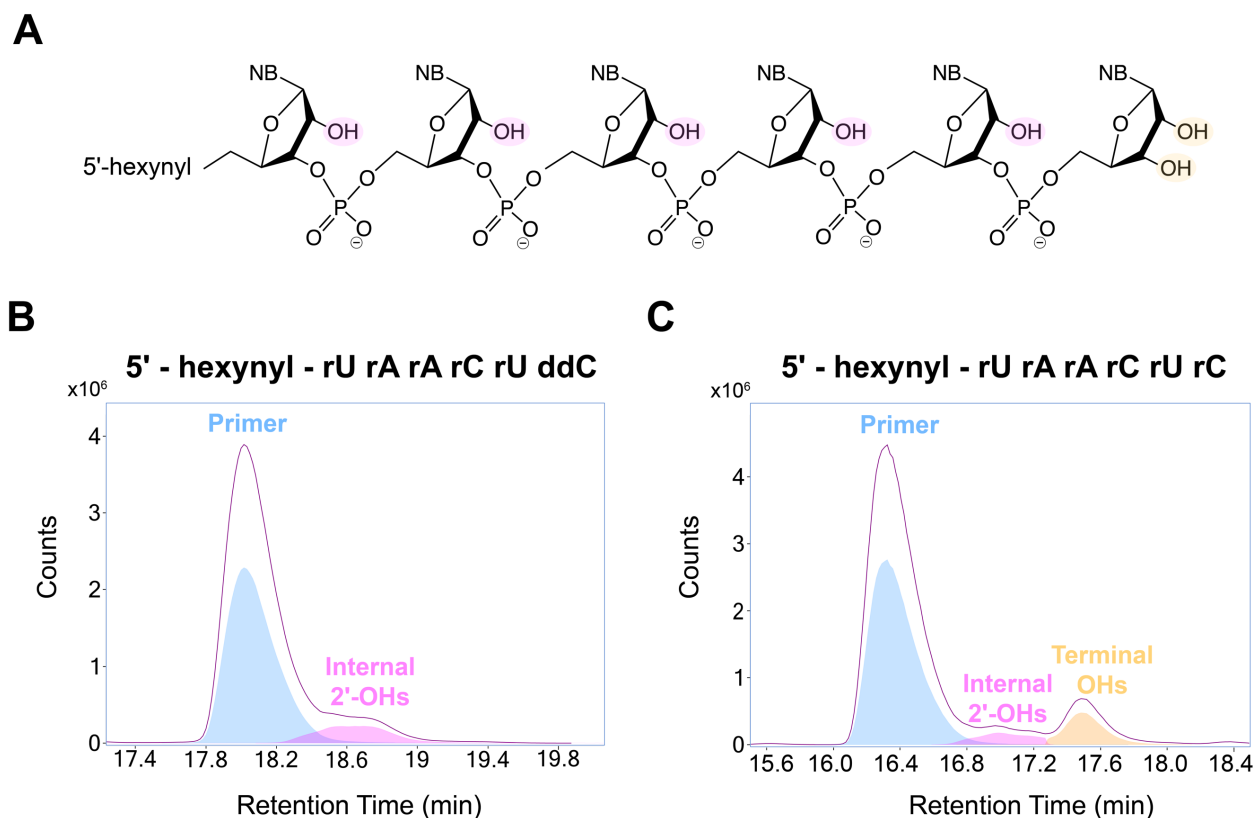 A
NB NB NB NB NB NB
O OH O OH O OH O OH O OH O OH
5'-hexynyl O O O O O O O O O O OH
P P P P P
O O ⊖ O O ⊖ O O ⊖ O O ⊖ O O ⊖
B
5' - hexynyl - rU rA rA rC rU ddC
x10⁶
Primer
Internal
2'-OHs
Counts
4
3
2
1
0
17.4 17.8 18.2 18.6 19 19.4 19.8
Retention Time (min)
C
5' - hexynyl - rU rA rA rC rU rC
x10⁶
Primer
Internal
2'-OHs
Terminal
OHs
Counts
4
3
2
1
0
15.6 16.0 16.4 16.8 17.2 17.6 18.0 18.4
Retention Time (min)